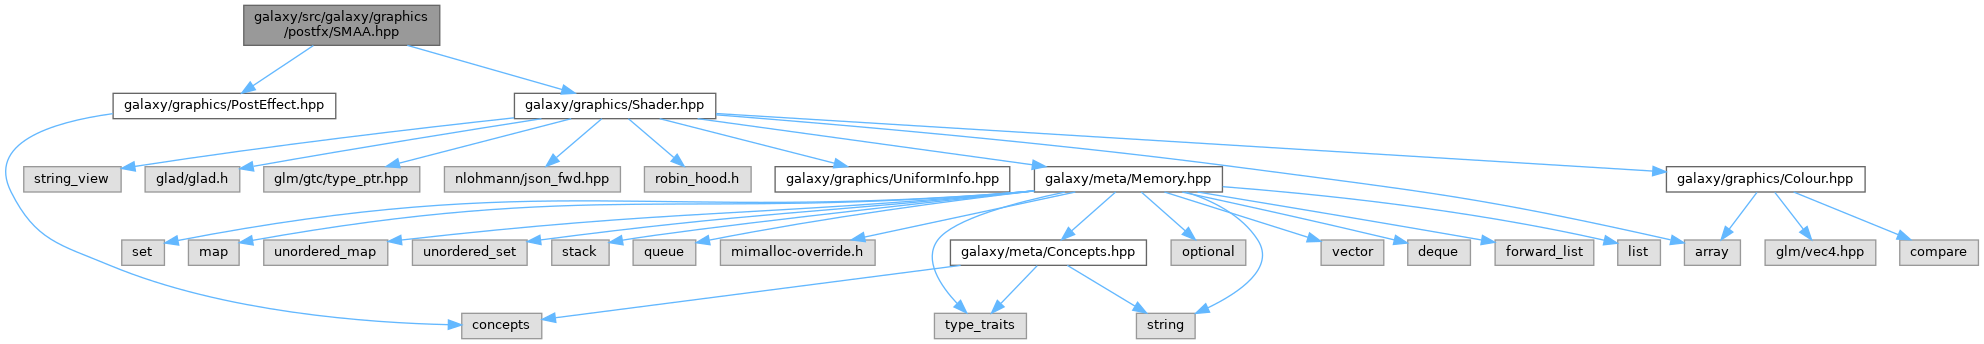 galaxy/src/galaxy/graphics
/postfx/SMAA.hpp
galaxy/graphics/PostEffect.hpp
galaxy/graphics/Shader.hpp
string_view
glad/glad.h
glm/gtc/type_ptr.hpp
nlohmann/json_fwd.hpp
robin_hood.h
galaxy/graphics/UniformInfo.hpp
galaxy/meta/Memory.hpp
galaxy/graphics/Colour.hpp
set
map
unordered_map
unordered_set
stack
queue
mimalloc-override.h
galaxy/meta/Concepts.hpp
optional
vector
deque
forward_list
list
array
glm/vec4.hpp
compare
concepts
type_traits
string